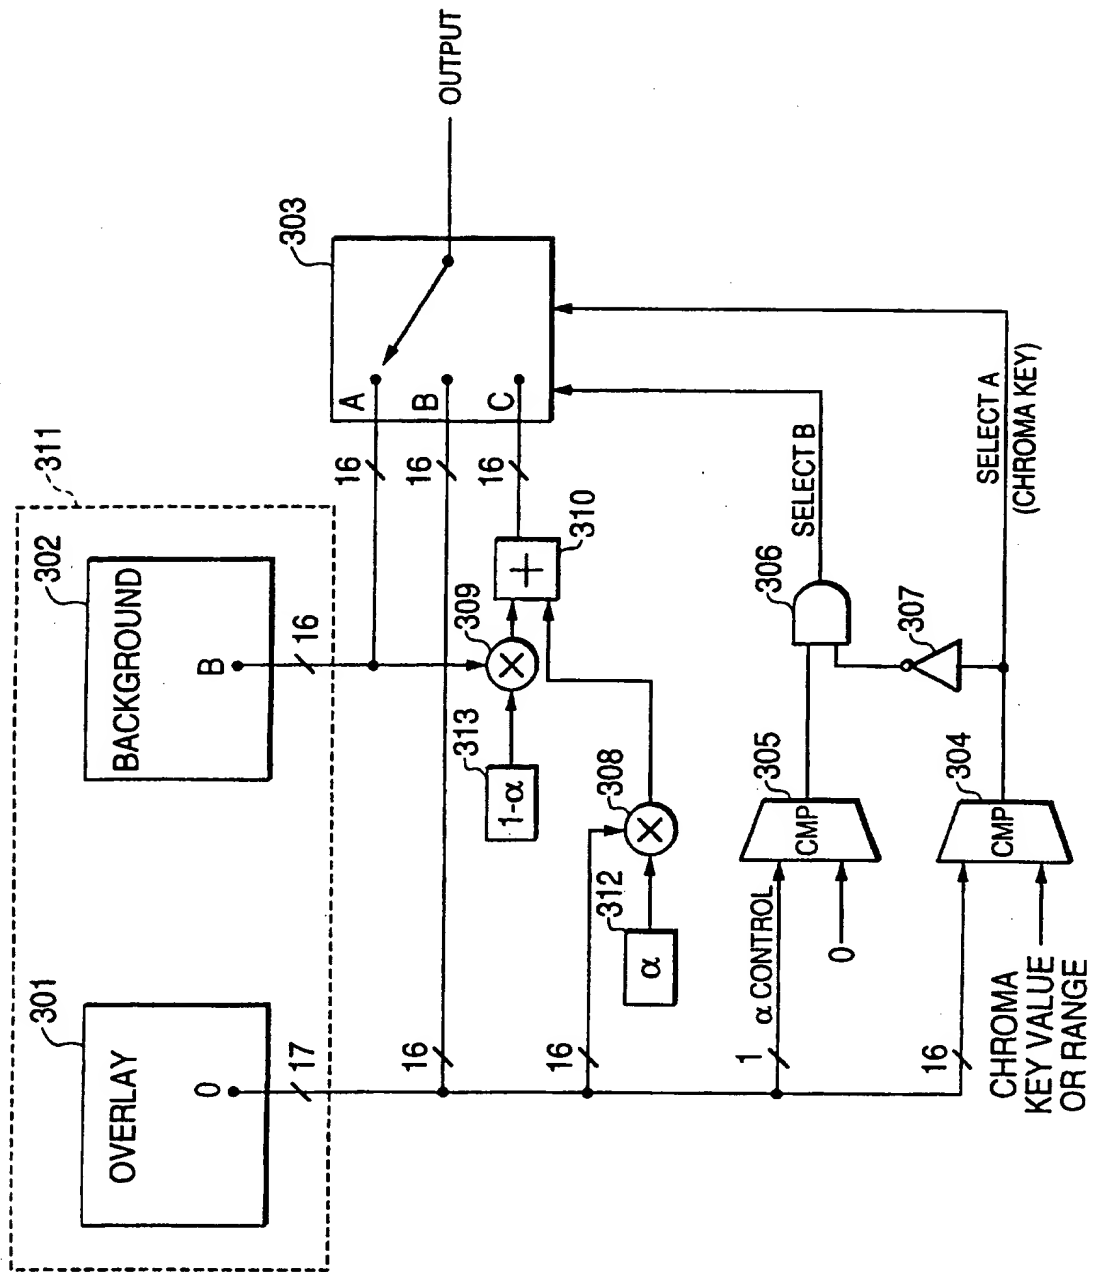 311
301
OVERLAY
0
17
302
BACKGROUND
B
16
303
A
B
C
16
16
16
OUTPUT
16
313
1-α
309
×
+
310
16
312
α
308
×
1
α CONTROL
0
305
CMP
306
SELECT B
307
16
CHROMA
KEY VALUE
OR RANGE
304
CMP
SELECT A
(CHROMA KEY)